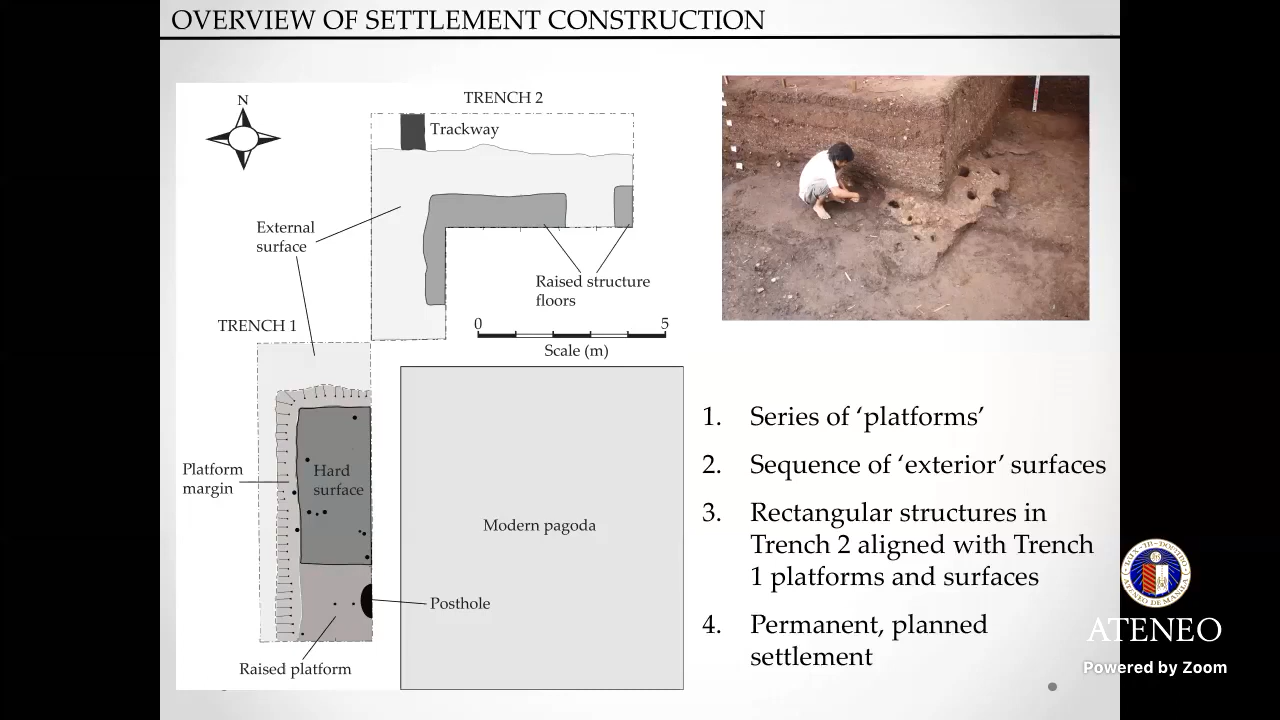 OVERVIEW OF SETTLEMENT CONSTRUCTION
N
TRENCH 2
Trackway
External
surface
Raised structure
floors
TRENCH 1
0 5
Scale (m)
Platform
margin
Hard
surface
Modern pagoda
Posthole
Raised platform
1. Series of ‘platforms’
2. Sequence of ‘exterior’ surfaces
3. Rectangular structures in
Trench 2 aligned with Trench
1 platforms and surfaces
4. Permanent, planned
settlement
ATENEO
Powered by Zoom